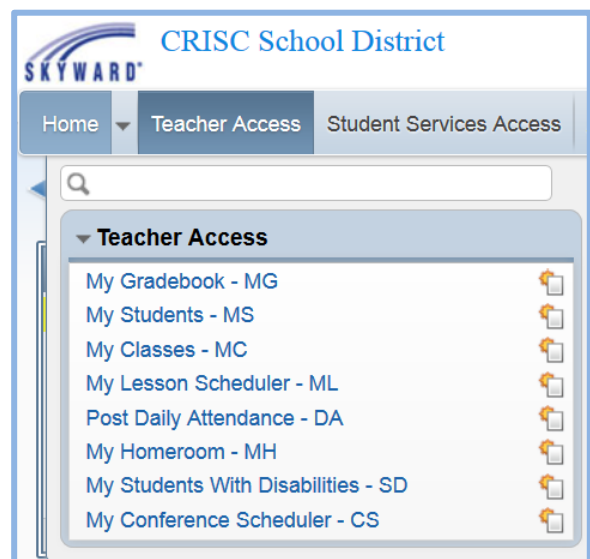 CRISC School District
SKYWARD®
Home Teacher Access Student Services Access
Teacher Access
My Gradebook - MG
My Students - MS
My Classes - MC
My Lesson Scheduler - ML
Post Daily Attendance - DA
My Homeroom - MH
My Students With Disabilities - SD
My Conference Scheduler - CS